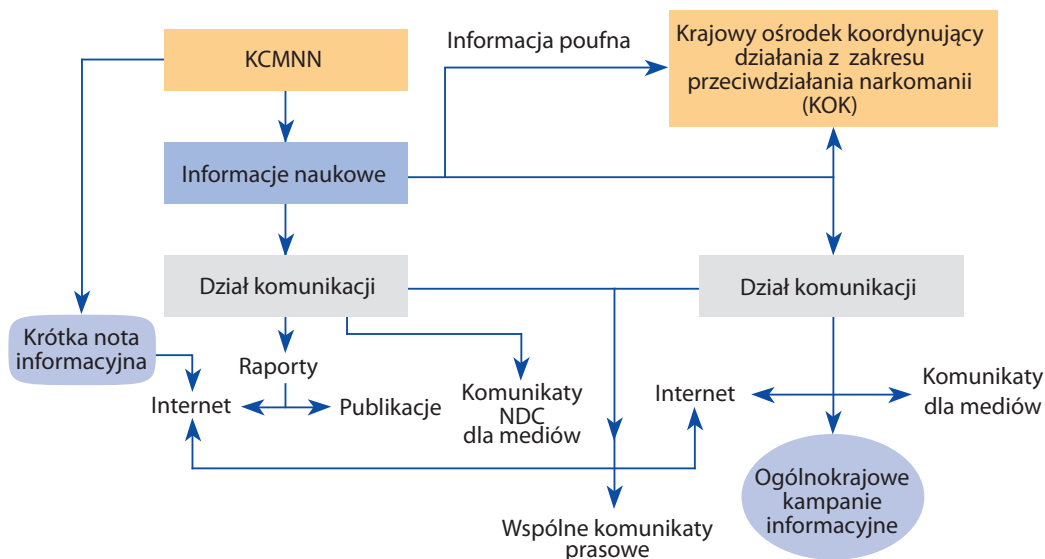 KCMNN
Informacja poufna
Krajowy ośrodek koordynujący
działania z zakresu
przeciwdziałania narkomanii
(KOK)
Informacje naukowe
Dział komunikacji
Dział komunikacji
Krótka nota
informacyjna
Raporty
Internet
Publikacje
Komunikaty
NDC
dla mediów
Internet
Komunikaty
dla mediów
Ogólnokrajowe
kampanie
informacyjne
Wspólne komunikaty
prasowe